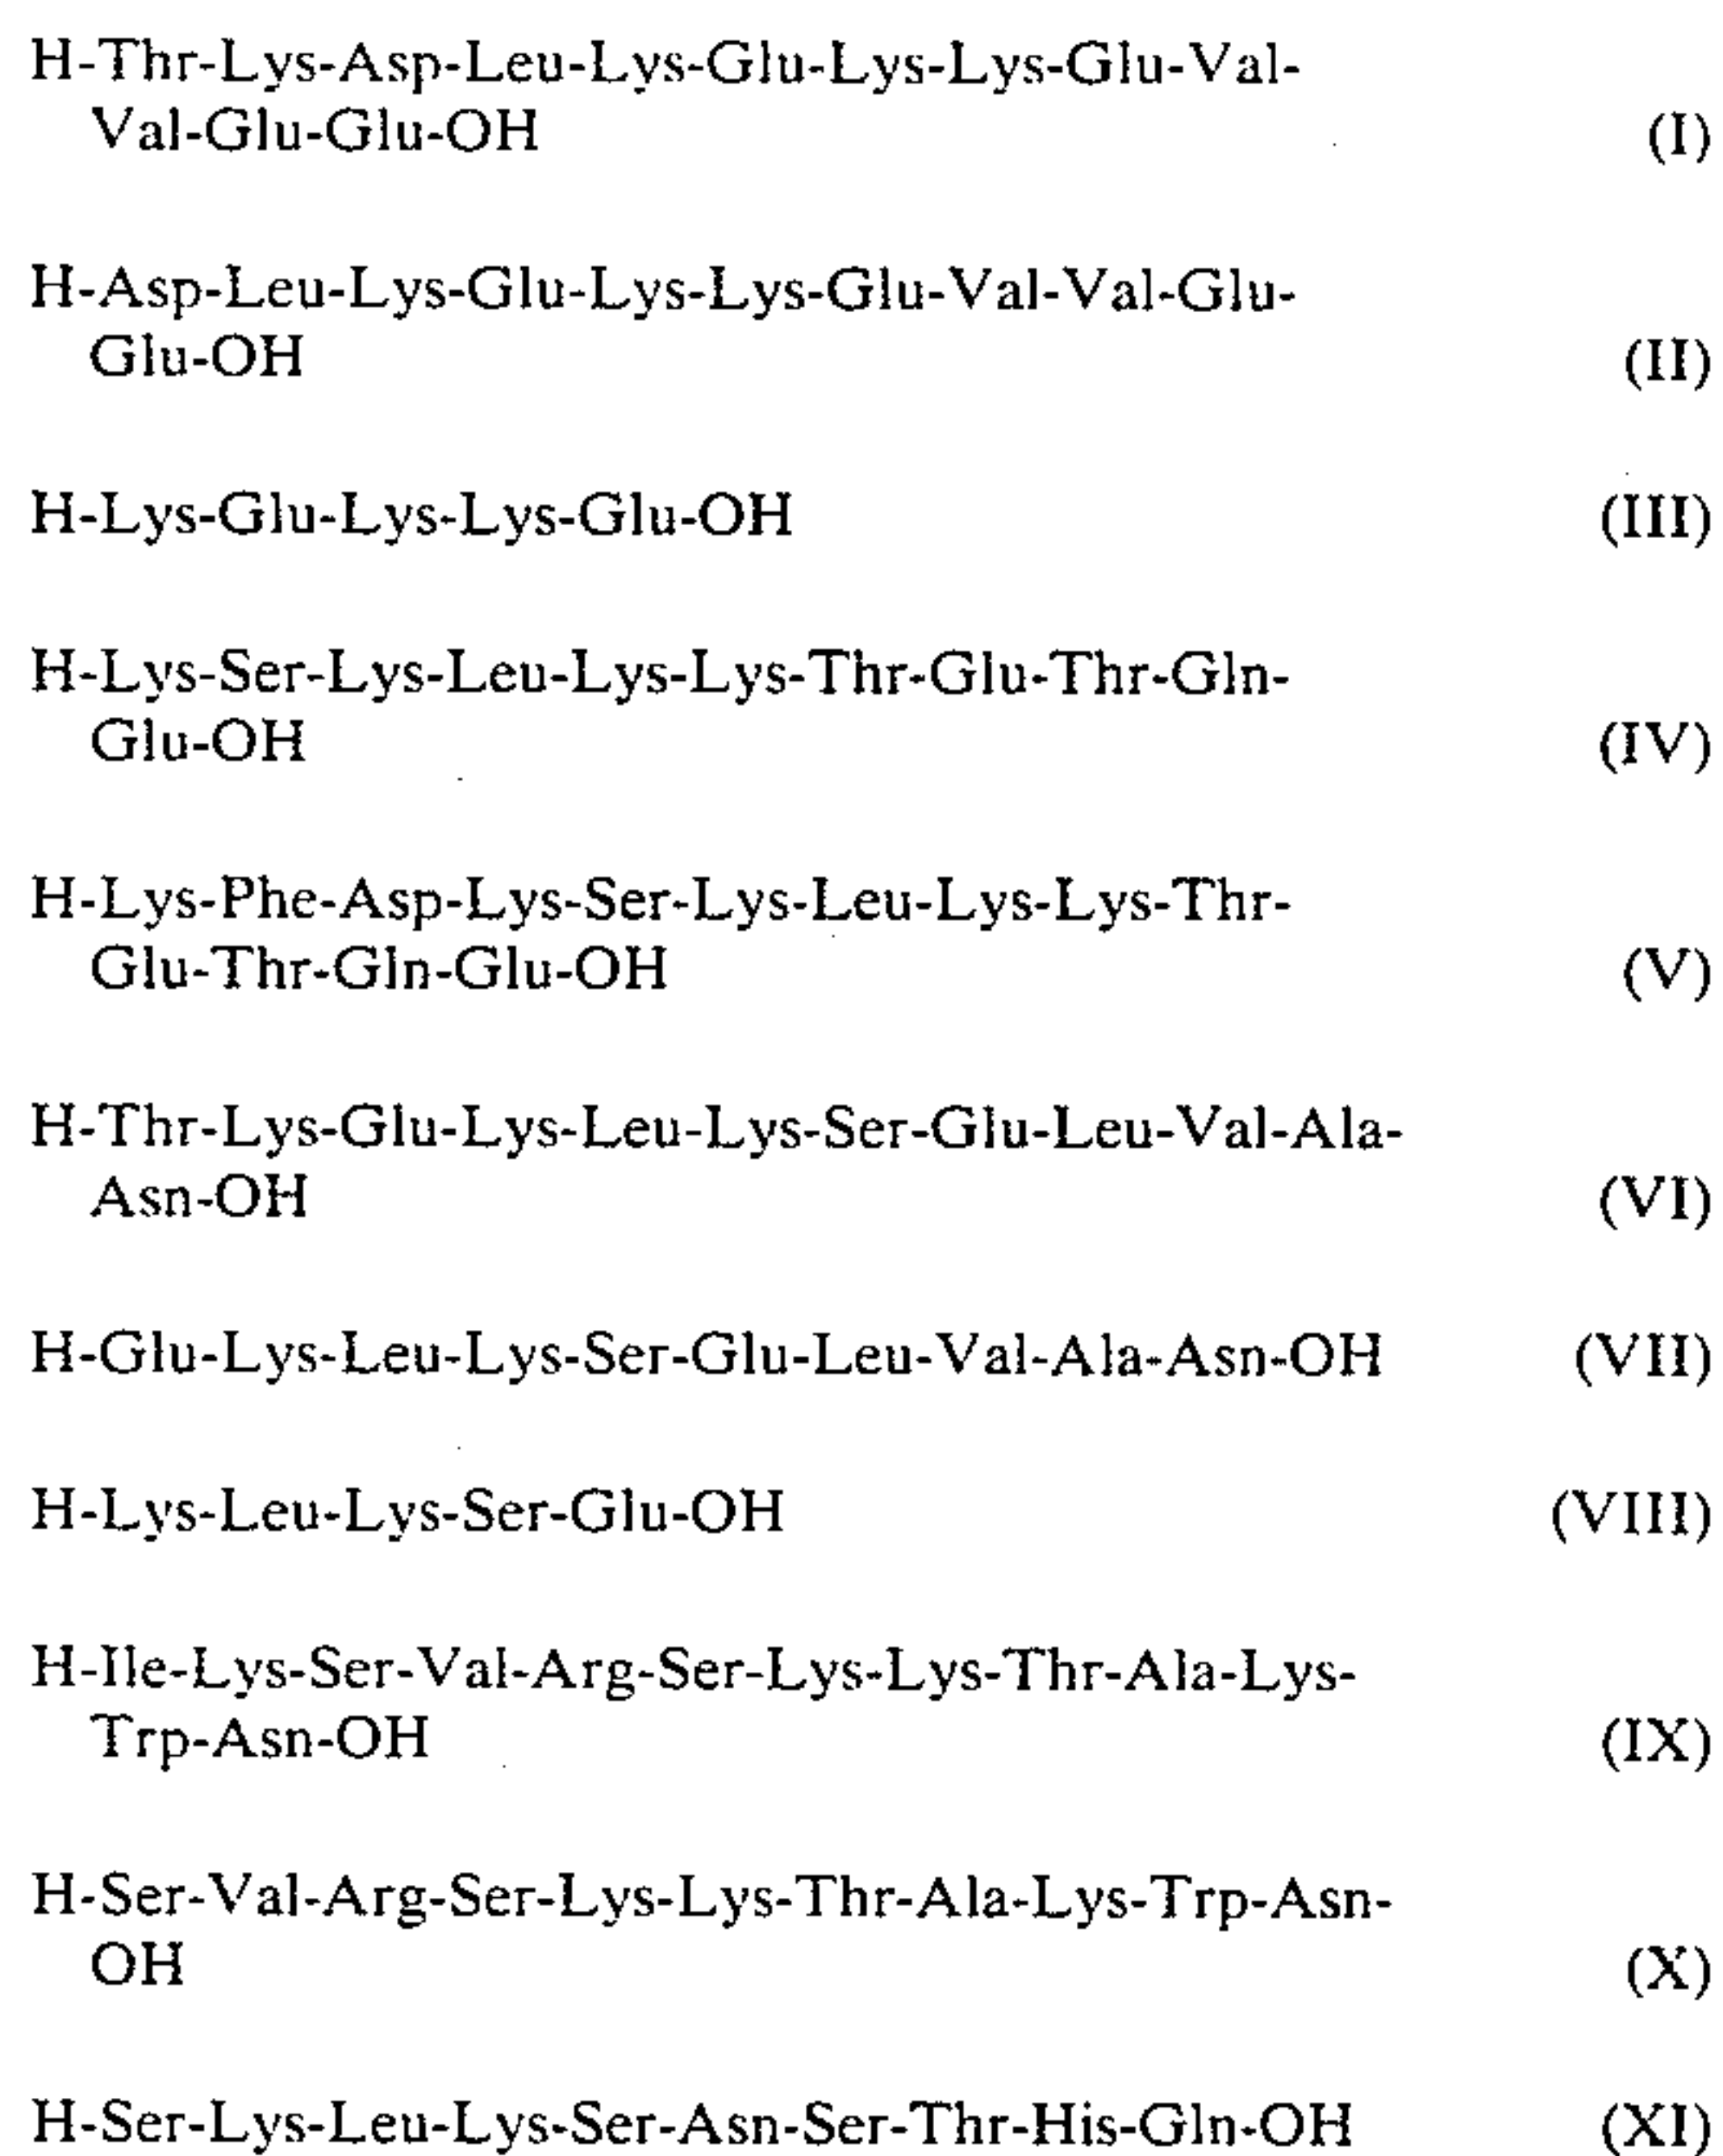 H-Thr-Lys-Asp-Leu-Lys-Glu-Lys-Lys-Glu-Val-
Val-Glu-Glu-OH (I)
H-Asp-Leu-Lys-Glu-Lys-Lys-Glu-Val-Val-Glu-
Glu-OH (II)
H-Lys-Glu-Lys-Lys-Glu-OH (III)
H-Lys-Ser-Lys-Leu-Lys-Lys-Thr-Glu-Thr-Gln-
Glu-OH (IV)
H-Lys-Phe-Asp-Lys-Ser-Lys-Leu-Lys-Lys-Thr-
Glu-Thr-Gln-Glu-OH (V)
H-Thr-Lys-Glu-Lys-Leu-Lys-Ser-Glu-Leu-Val-Ala-
Asn-OH (VI)
H-Glu-Lys-Leu-Lys-Ser-Glu-Leu-Val-Ala-Asn-OH (VII)
H-Lys-Leu-Lys-Ser-Glu-OH (VIII)
H-Ile-Lys-Ser-Val-Arg-Ser-Lys-Lys-Thr-Ala-Lys-
Trp-Asn-OH (IX)
H-Ser-Val-Arg-Ser-Lys-Lys-Thr-Ala-Lys-Trp-Asn-
OH (X)
H-Ser-Lys-Leu-Lys-Ser-Asn-Ser-Thr-His-Gln-OH (XI)